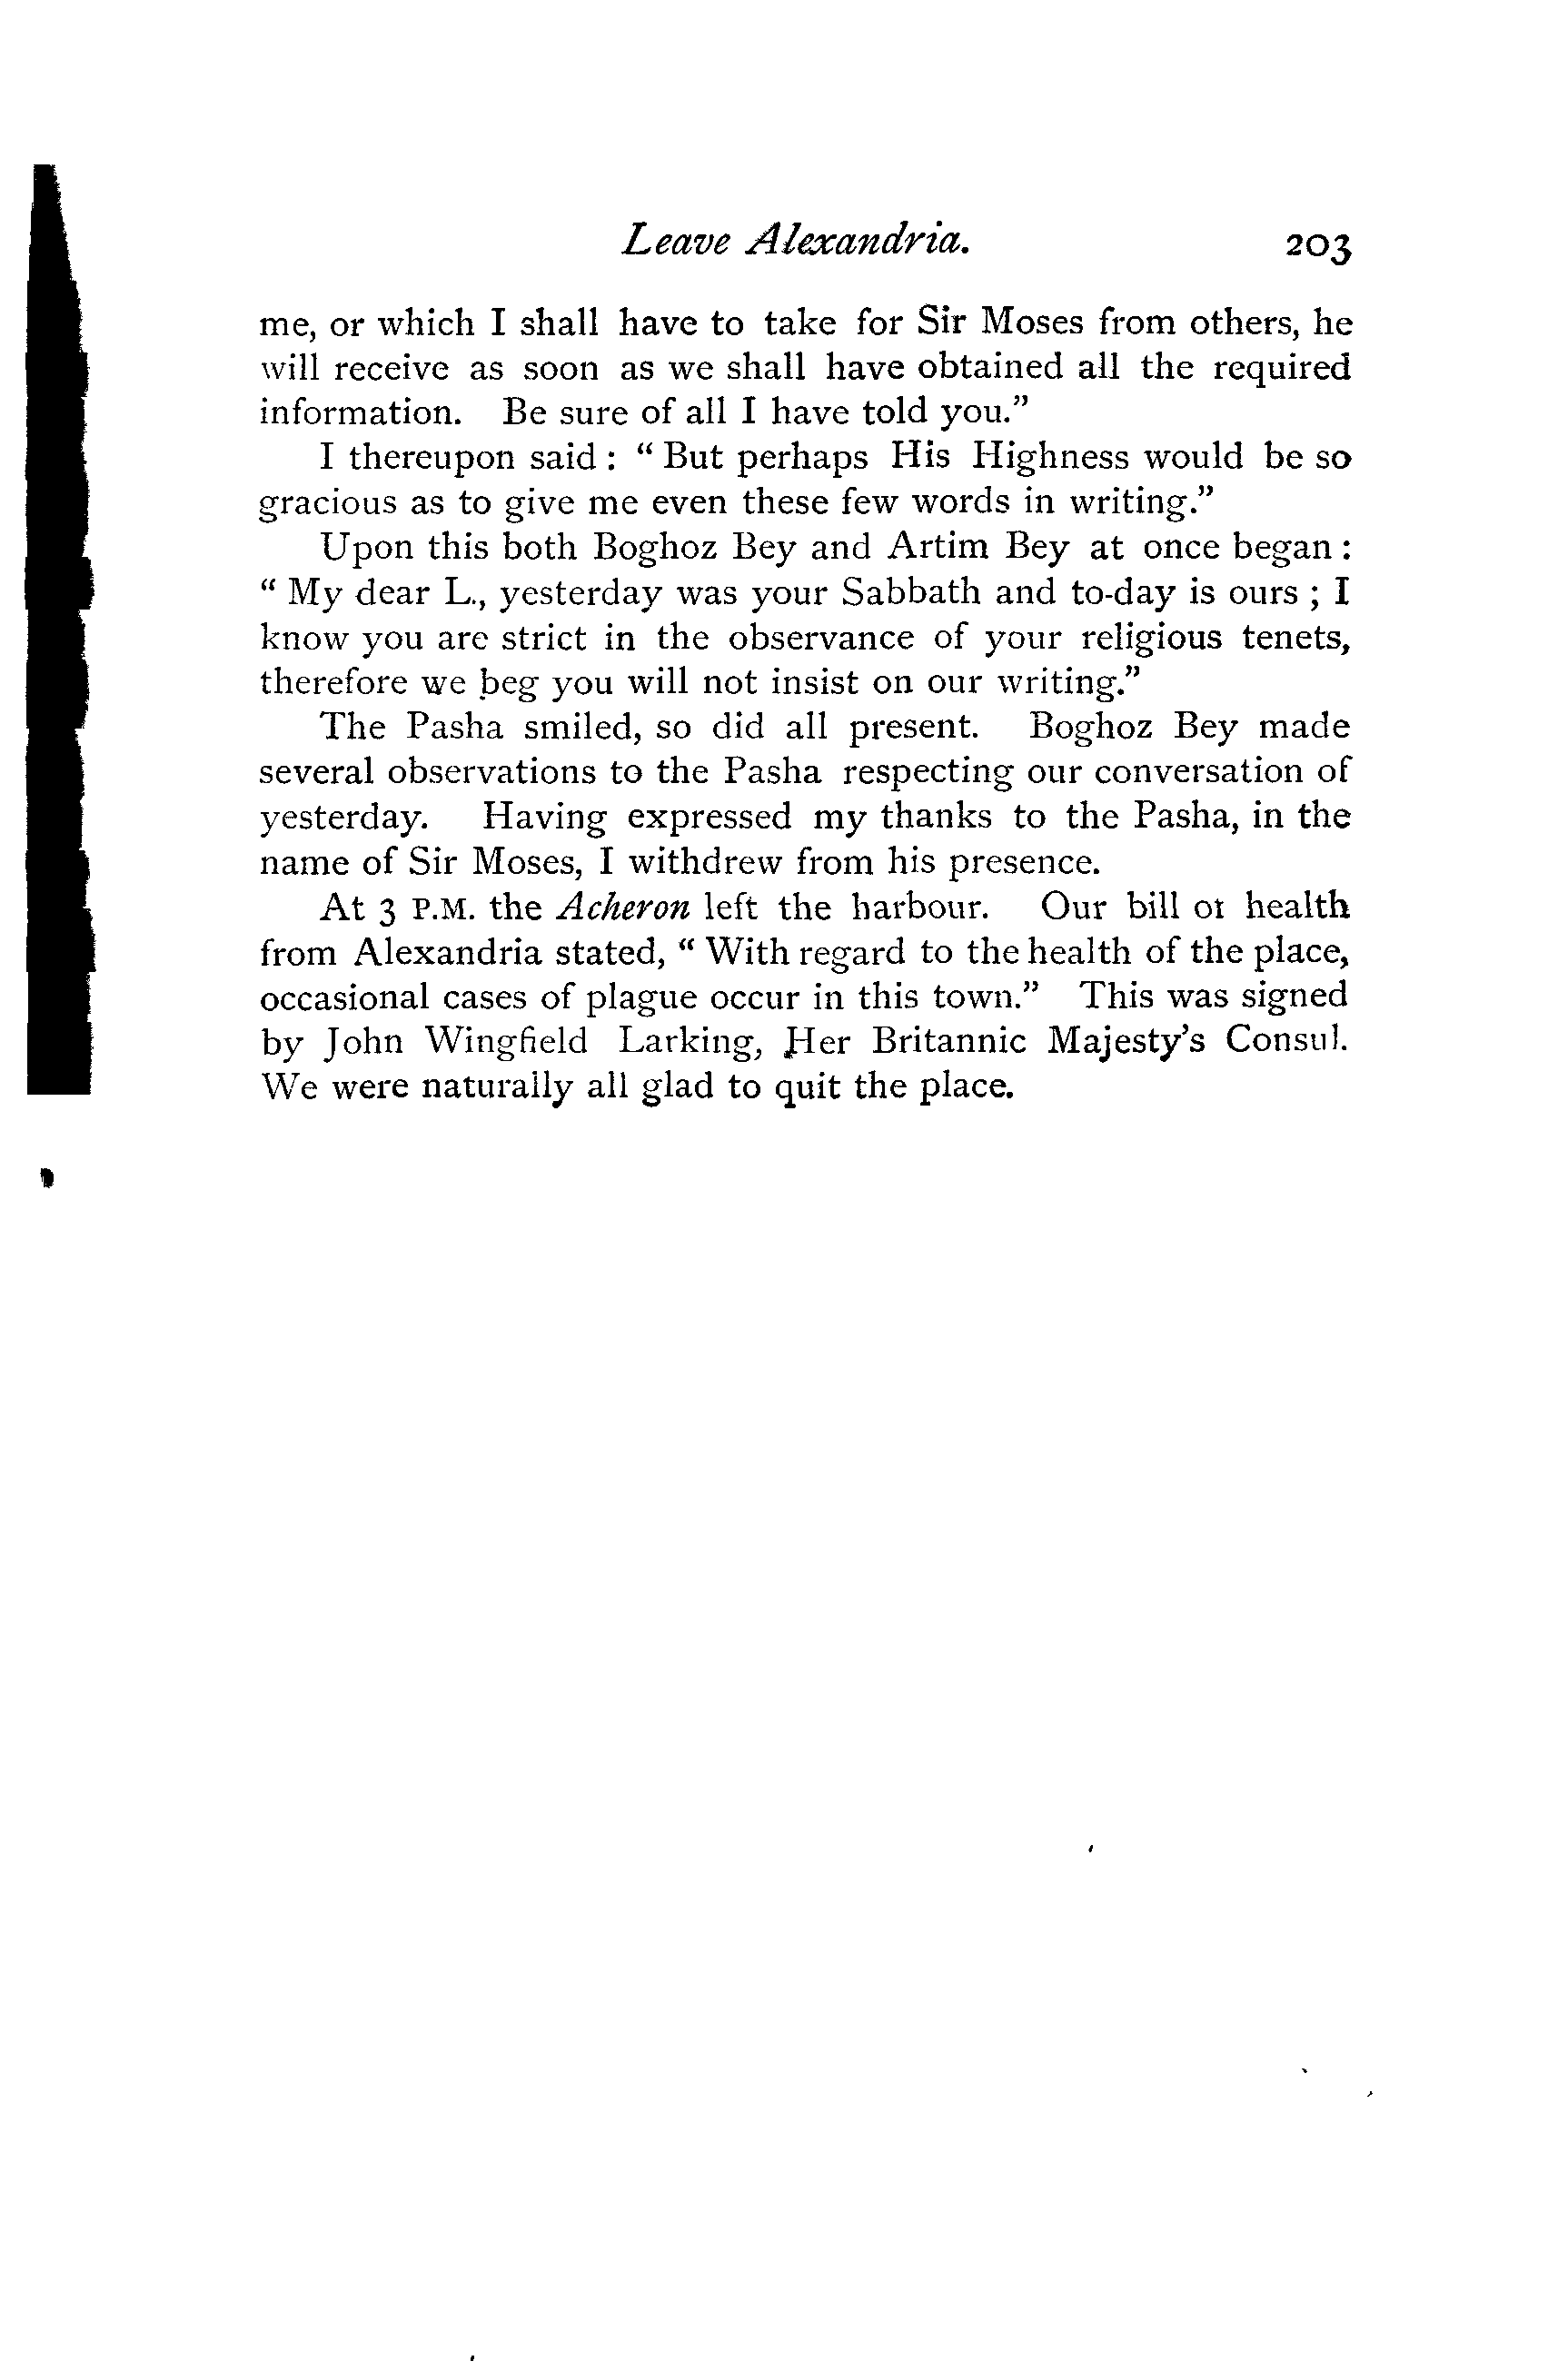 Leave Alexandria. 203
me, or which I shall have to take for Sir Moses from others, he
will receive as soon as we shall have obtained all the required
information. Be sure of all I have told you.”
I thereupon said : “ But perhaps His Highness would be so
gracious as to give me even these few words in writing.”
Upon this both Boghoz Bey and Artim Bey at once began :
“ My dear L., yesterday was your Sabbath and to-day is ours ; I
know you are strict in the observance of your religious tenets,
therefore we beg you will not insist on our writing.”
The Pasha smiled, so did all present. Boghoz Bey made
several observations to the Pasha respecting our conversation of
yesterday. Having expressed my thanks to the Pasha, in the
name of Sir Moses, I withdrew from his presence.
At 3 P.M. the Acheron left the harbour. Our bill of health
from Alexandria stated, “ With regard to the health of the place,
occasional cases of plague occur in this town.” This was signed
by John Wingfield Larking, Her Britannic Majesty’s Consul.
We were naturally all glad to quit the place.